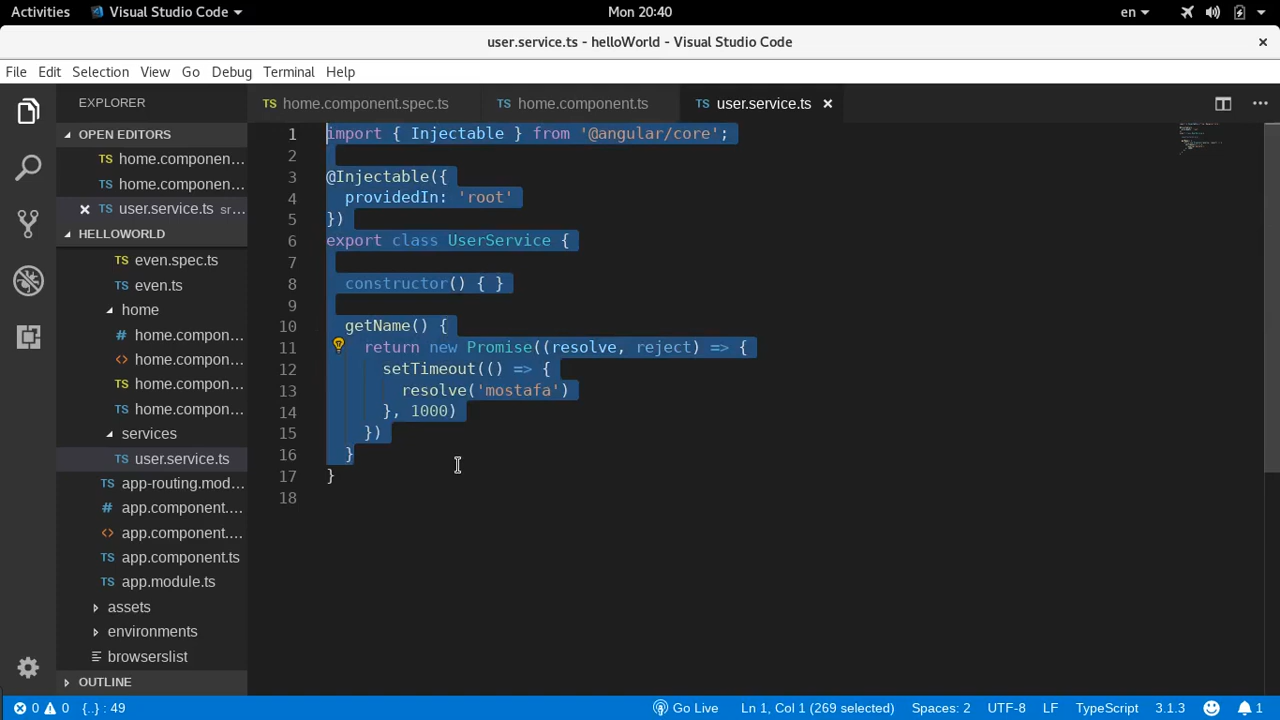 Activities Visual Studio Code Mon 20:40 en
user.service.ts - helloWorld - Visual Studio Code
File Edit Selection View Go Debug Terminal Help
EXPLORER
OPEN EDITORS
home.componen...
home.componen...
user.service.ts sr...
HELLOWORLD
even.spec.ts
even.ts
home
home.compon...
home.compon...
home.compon...
home.compon...
services
user.service.ts
app-routing.mod...
app.component....
app.component....
app.component.ts
app.module.ts
assets
environments
browserslist
OUTLINE
home.component.spec.ts home.component.ts user.service.ts
1 import { Injectable } from '@angular/core';
2
3 @Injectable({
4 providedIn: 'root'
5 })
6 export class UserService {
7
8 constructor() { }
9
10 getName() {
11 return new Promise((resolve, reject) => {
12 setTimeout(() => {
13 resolve('mostafa')
14 }, 1000)
15 })
16 }
17 }
18
0 0 {..} : 49 Go Live Ln 1, Col 1 (269 selected) Spaces: 2 UTF-8 LF TypeScript 3.1.3 1